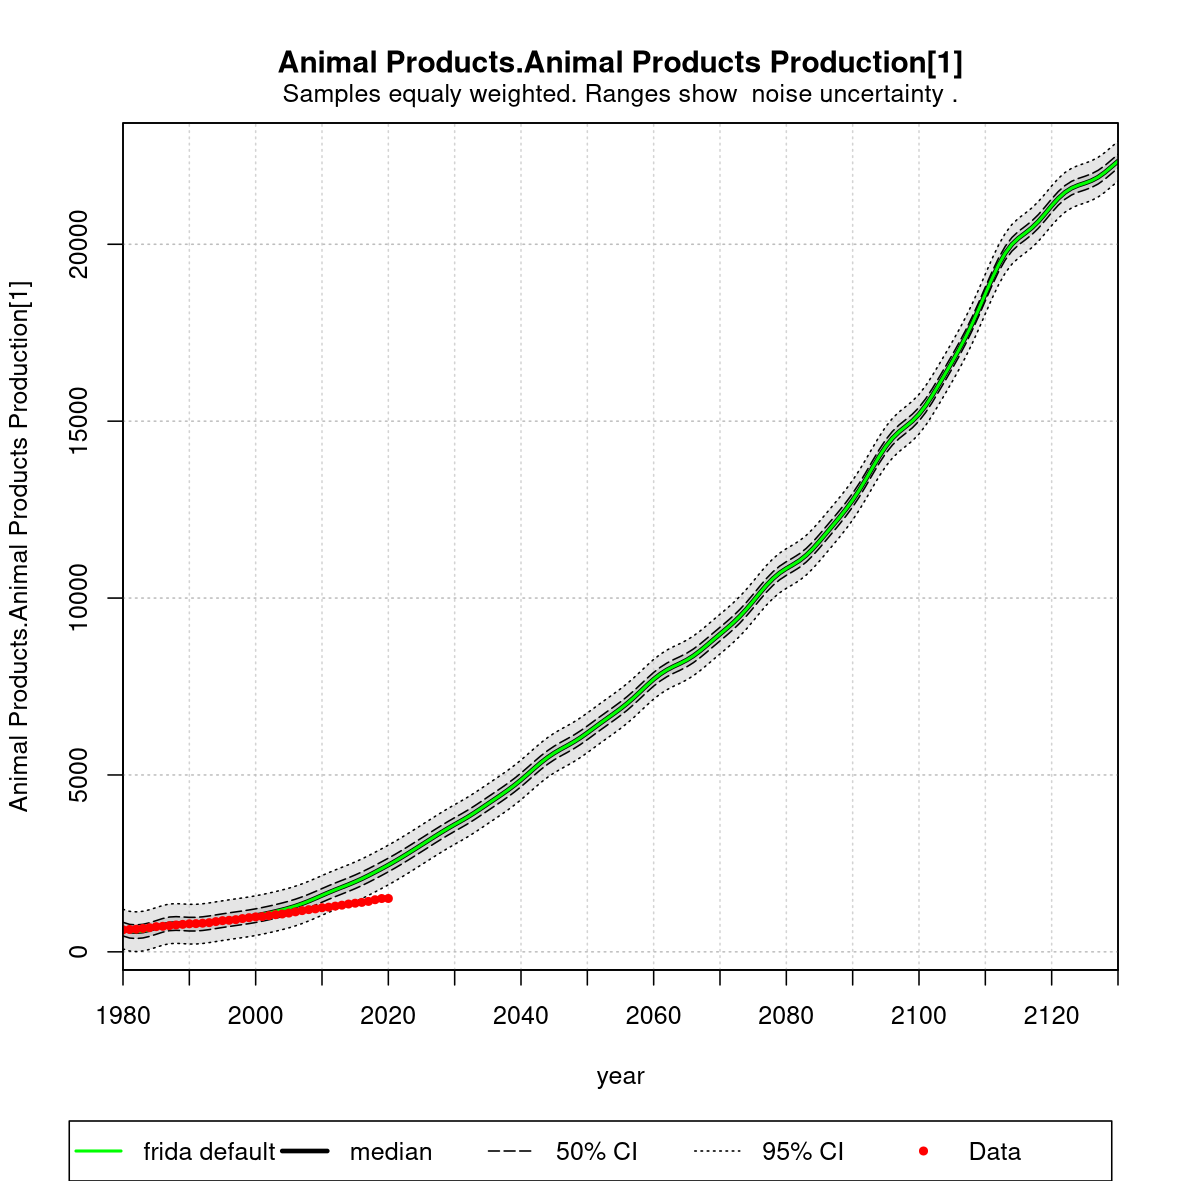 Animal Products.Animal Products Production[1]
Samples equaly weighted. Ranges show  noise uncertainty .
Animal Products.Animal Products Production[1]
20000
15000
10000
5000
0
1980 2000 2020 2040 2060 2080 2100 2120
year
frida default median 50% CI 95% CI Data